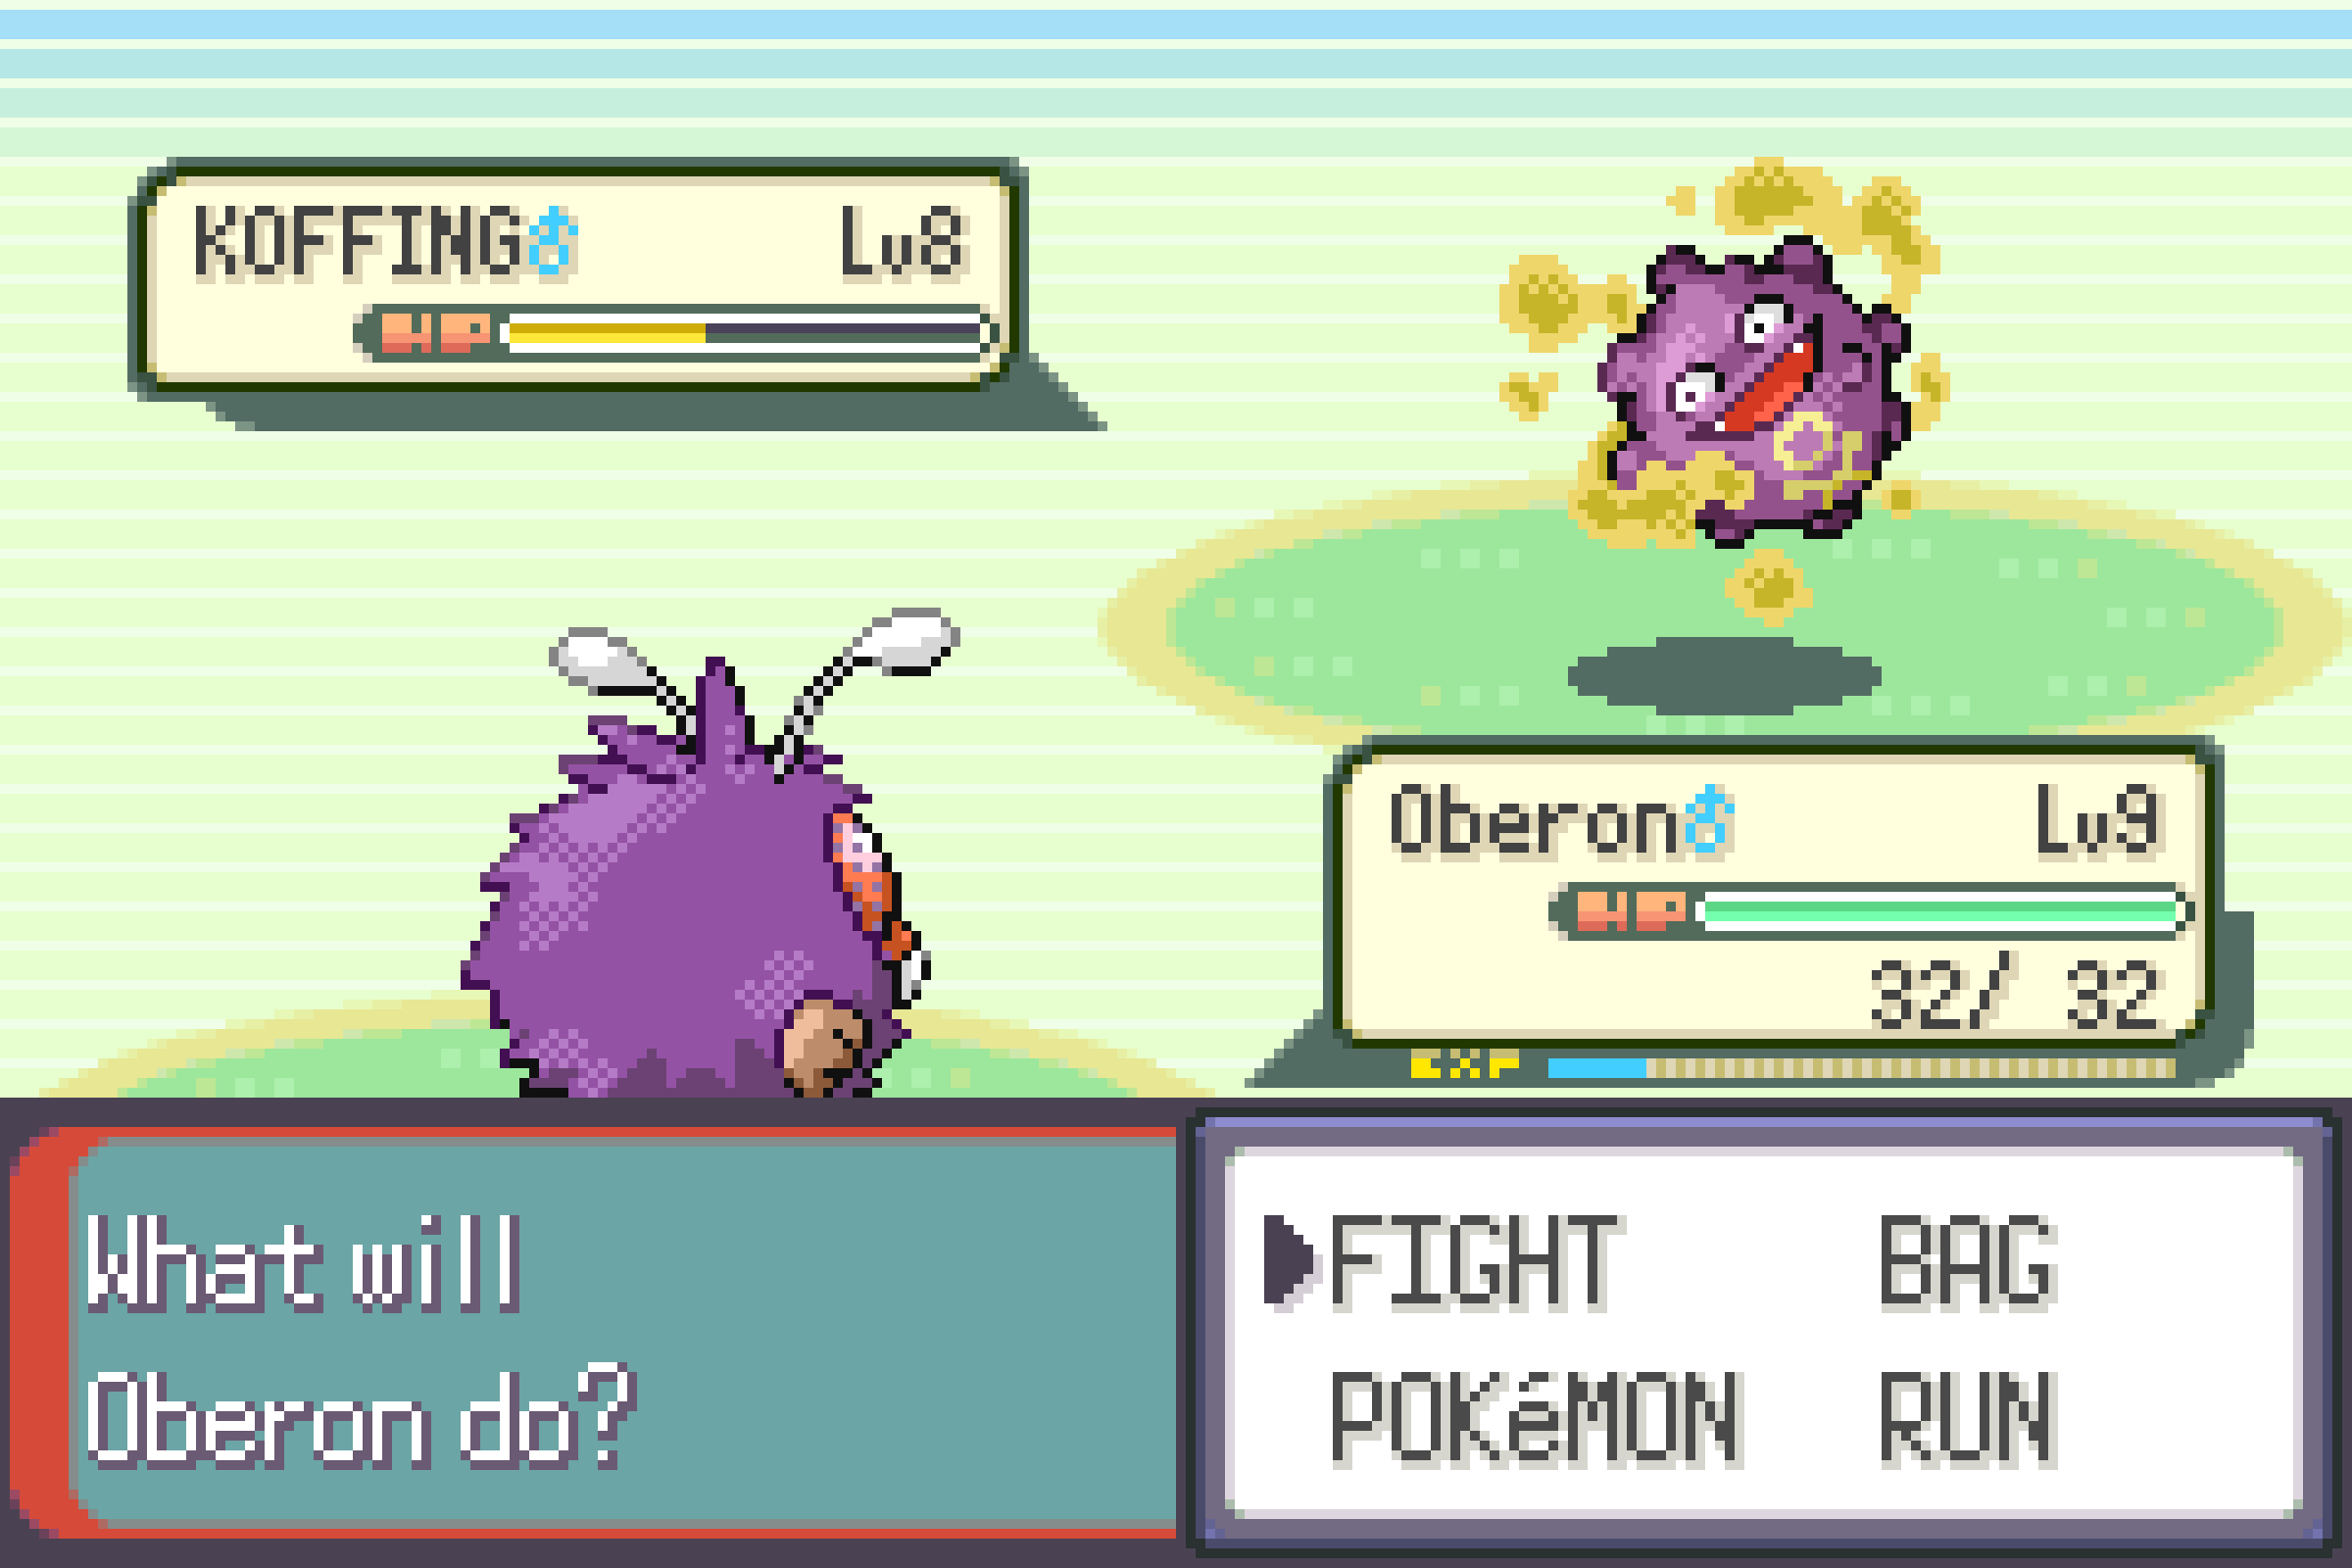 KOFFING♂ Lv8
HP
Oberon♂ Lv9
HP
32/ 32
EXP
What will
Oberon do?
FIGHT BAG
POKéMON RUN